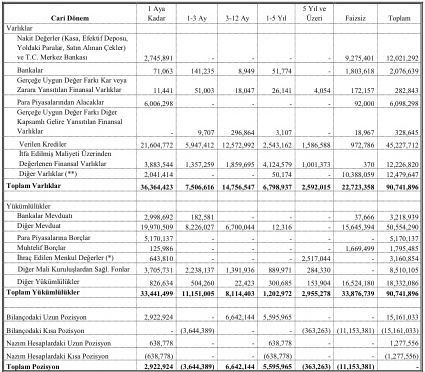 1 Aya 5 Yıl ve
Cari Dönem Kadar 1-3 Ay 3-12 Ay 1-5 Yıl Üzeri Faizsiz Toplam
Varlıklar
Nakit Değerler (Kasa, Efektif Deposu,
Yoldaki Paralar, Satın Alınan Çekler)
ve T.C. Merkez Bankası 2,745,891 - - - - 9,275,401 12,021,292
Bankalar 71,063 141,235 8,949 51,774 - 1,803,618 2,076,639
Gerçeğe Uygun Değer Farkı Kar veya
Zarara Yansıtılan Finansal Varlıklar 11,441 51,003 18,047 26,141 4,054 172,157 282,843
Para Piyasalarından Alacaklar 6,006,298 - - - - 92,000 6,098,298
Gerçeğe Uygun Değer Farkı Diğer
Kapsamlı Gelire Yansıtılan Finansal
Varlıklar - 9,707 296,864 3,107 - 18,967 328,645
Verilen Krediler 21,604,772 5,947,412 12,572,992 2,543,162 1,586,588 972,786 45,227,712
İtfa Edilmiş Maliyeti Üzerinden
Değerlenen Finansal Varlıklar 3,883,544 1,357,259 1,859,695 4,124,579 1,001,373 370 12,226,820
Diğer Varlıklar (**) 2,041,414 - - 50,174 - 10,388,059 12,479,647
Toplam Varlıklar 36,364,423 7,506,616 14,756,547 6,798,937 2,592,015 22,723,358 90,741,896
Yükümlülükler
Bankalar Mevduatı 2,998,692 182,581 - - - 37,666 3,218,939
Diğer Mevduat 19,970,509 8,226,027 6,700,044 12,316 - 15,645,394 50,554,290
Para Piyasalarına Borçlar 5,170,137 - - - - - 5,170,137
Muhtelif Borçlar 125,986 - - - - 1,669,499 1,795,485
İhraç Edilen Menkul Değerler (*) 643,810 - - - 2,517,044 - 3,160,854
Diğer Mali Kuruluşlardan Sağl. Fonlar 3,705,731 2,238,137 1,391,936 889,971 284,330 - 8,510,105
Diğer Yükümlülükler 826,634 504,260 22,423 300,685 153,904 16,524,180 18,332,086
Toplam Yükümlülükler 33,441,499 11,151,005 8,114,403 1,202,972 2,955,278 33,876,739 90,741,896
Bilançodaki Uzun Pozisyon 2,922,924 - 6,642,144 5,595,965 - - 15,161,033
Bilançodaki Kısa Pozisyon - (3,644,389) - - (363,263) (11,153,381) (15,161,033)
Nazım Hesaplardaki Uzun Pozisyon 638,778 - - 638,778 - - 1,277,556
Nazım Hesaplardaki Kısa Pozisyon (638,778) - - (638,778) - - (1,277,556)
Toplam Pozisyon 2,922,924 (3,644,389) 6,642,144 5,595,965 (363,263) (11,153,381) -